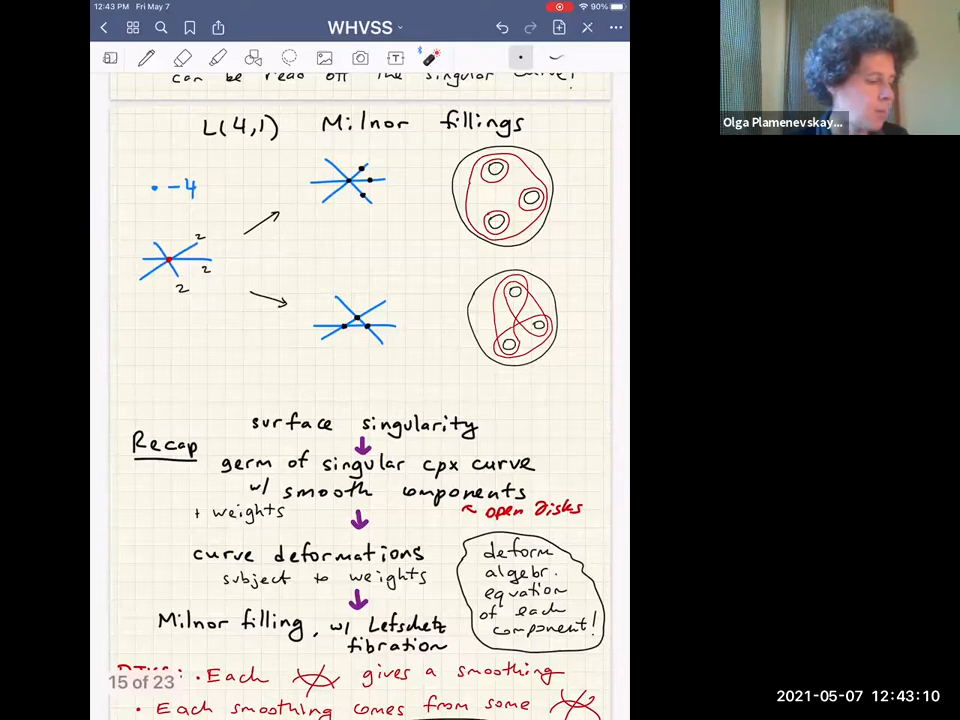 12:43 PM Fri May 7
90%
WHVSS
can be read off the singular curve!
L(4,1) Milnor fillings
-4
2
2
2
Recap
surface singularity
germ of singular cpx curve
w/ smooth components
+ weights
open disks
curve deformations
subject to weights
Milnor filling, w/ Lefschetz
fibration
deform
algebr.
equation
of each
component!
Each gives a smoothing
15 of 23
• Each smoothing comes from some
Olga Plamenevskay...
2021-05-07 12:43:10